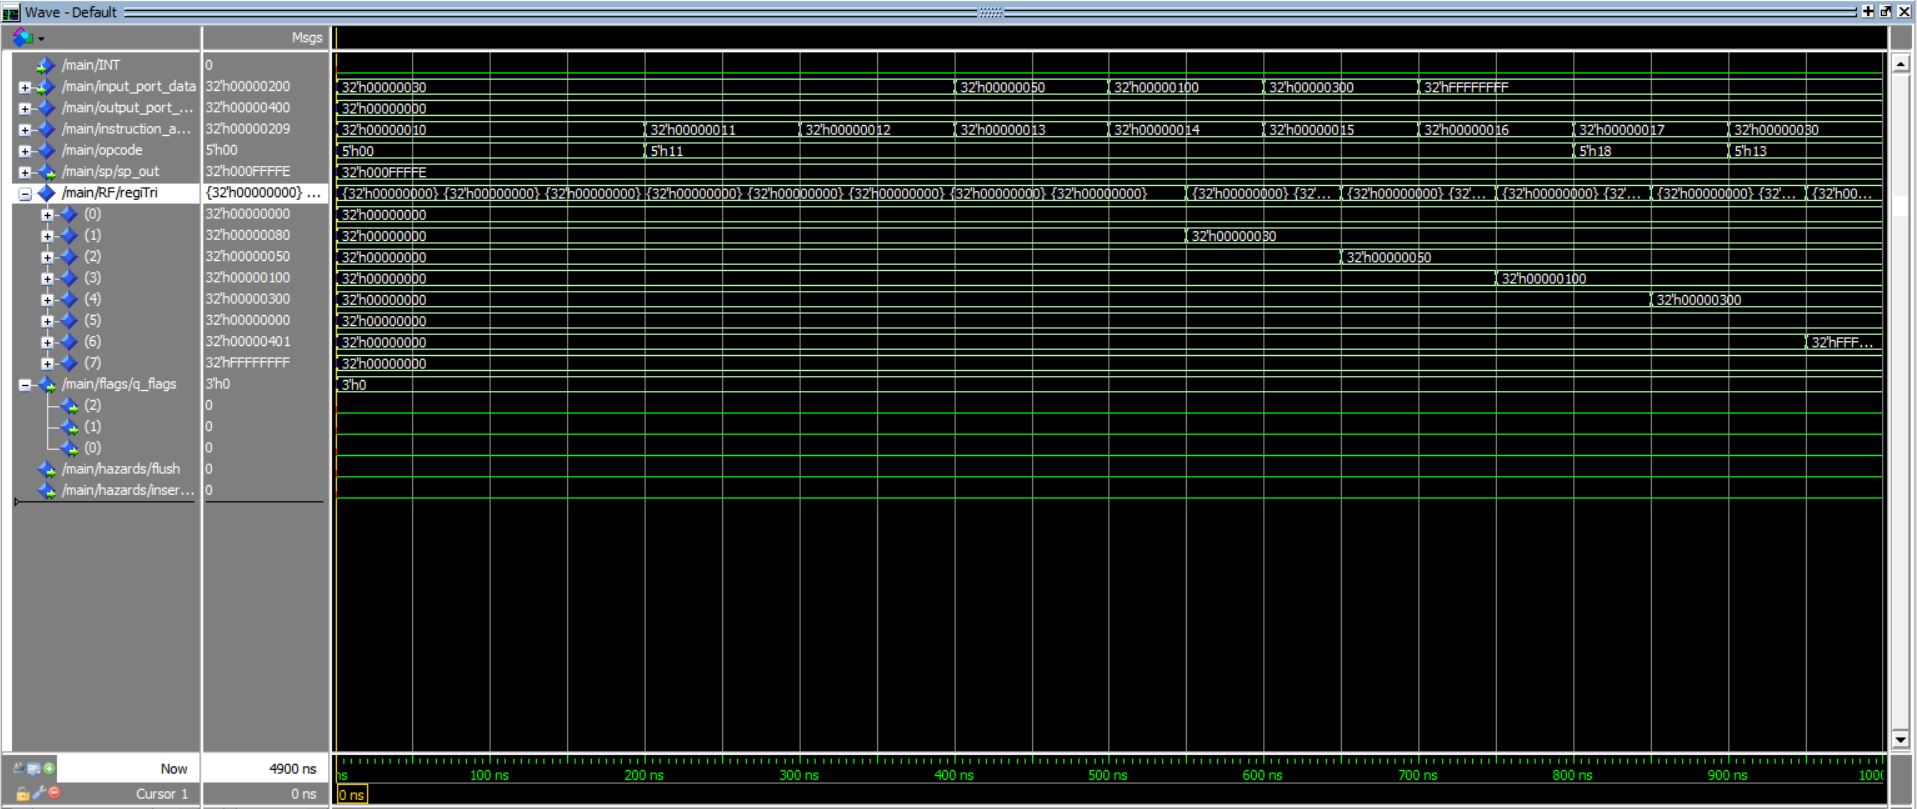 Wave - Default
Msgs
/main/INT 0
/main/input_port_data 32'h00000200 32'h00000030 32'h00000050 32'h00000100 32'h00000300 32'hFFFFFFFF
/main/output_port_... 32'h00000400 32'h00000000
/main/instruction_a... 32'h00000209 32'h00000010 32'h00000011 32'h00000012 32'h00000013 32'h00000014 32'h00000015 32'h00000016 32'h00000017 32'h00000030
/main/opcode 5'h00 5'h00 5'h11 5'h18 5'h13
/main/sp/sp_out 32'h000FFFFE 32'h000FFFFE
/main/RF/regiTri {32'h00000000} ... {32'h00000000} {32'h00000000} {32'h00000000} {32'h00000000} {32'h00000000} {32'h00000000} {32'h00000000} {32'h00000000} {32'h00000000} {32'... {32'h00000000} {32'... {32'h00000000} {32'... {32'h00000000} {32'... {32'h00...
(0) 32'h00000000 32'h00000000
(1) 32'h00000080 32'h00000000 32'h00000030
(2) 32'h00000050 32'h00000000 32'h00000050
(3) 32'h00000100 32'h00000000 32'h00000100
(4) 32'h00000300 32'h00000000 32'h00000300
(5) 32'h00000000 32'h00000000
(6) 32'h00000401 32'h00000000 32'hFFF...
(7) 32'hFFFFFFFF 32'h00000000
/main/flags/q_flags 3'h0 3'h0
(2) 0
(1) 0
(0) 0
/main/hazards/flush 0
/main/hazards/inser... 0
Now 4900 ns ns 100 ns 200 ns 300 ns 400 ns 500 ns 600 ns 700 ns 800 ns 900 ns 1000
Cursor 1 0 ns 0 ns